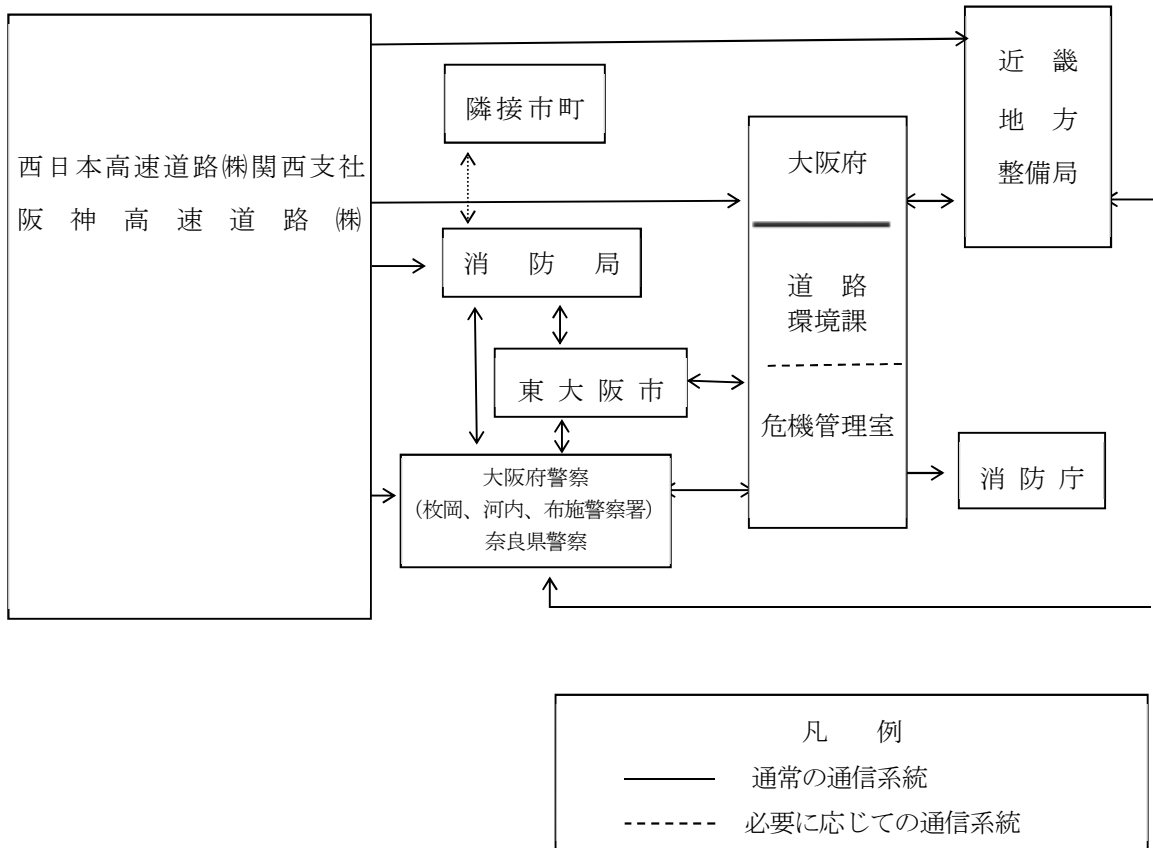 西日本高速道路㈱関西支社
阪神高速道路㈱
隣接市町
消防局
東大阪市
大阪府警察
(枚岡、河内、布施警察署)
奈良県警察
大阪府
道路
環境課
危機管理室
近畿
地方
整備局
消防庁
凡例
通常の通信系統
必要に応じての通信系統